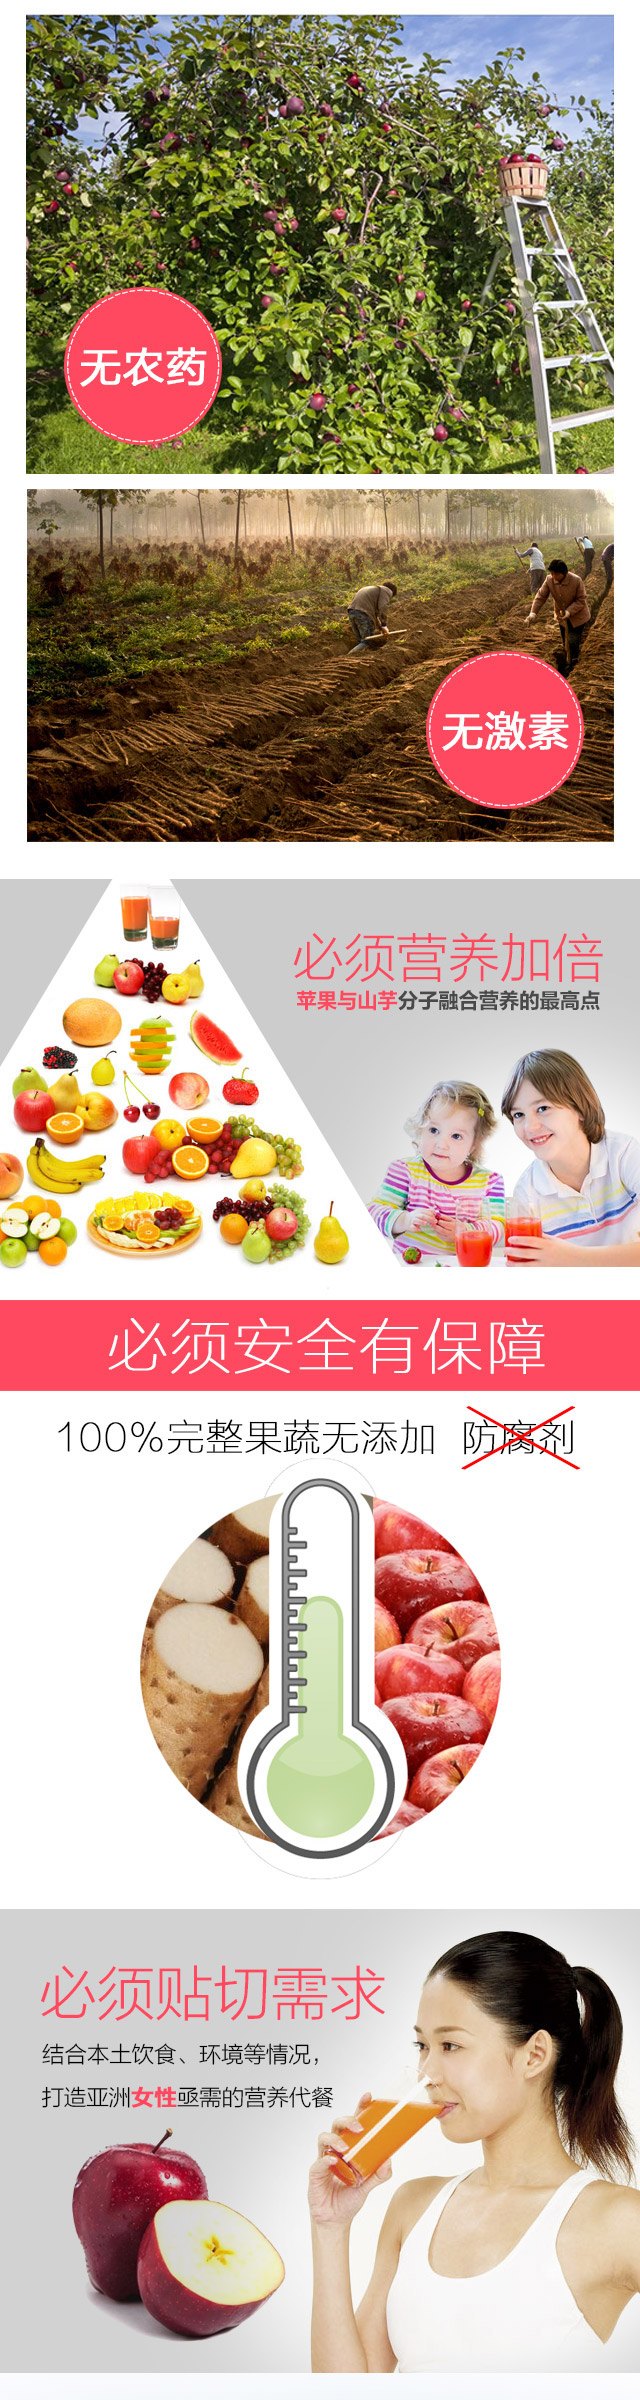 无农药
无激素
必须营养加倍
苹果与山芋分子融合营养的最高点
必须安全有保障
100%完整果蔬无添加 防腐剂
必须贴切需求
结合本土饮食、环境等情况,
打造亚洲女性亟需的营养代餐